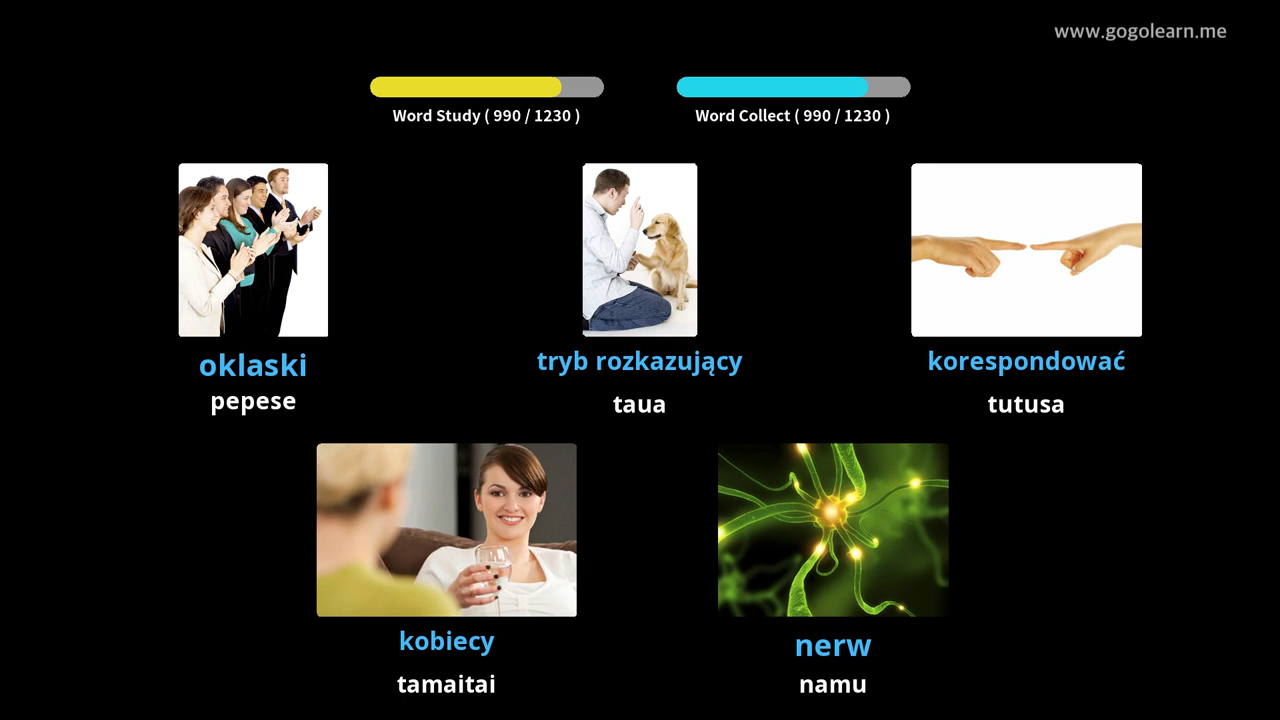 www.gogolearn.me
Word Study ( 990 / 1230 )
Word Collect ( 990 / 1230 )
oklaski
pepese
tryb rozkazujący
taua
korespondować
tutusa
kobiecy
tamaitai
nerw
namu